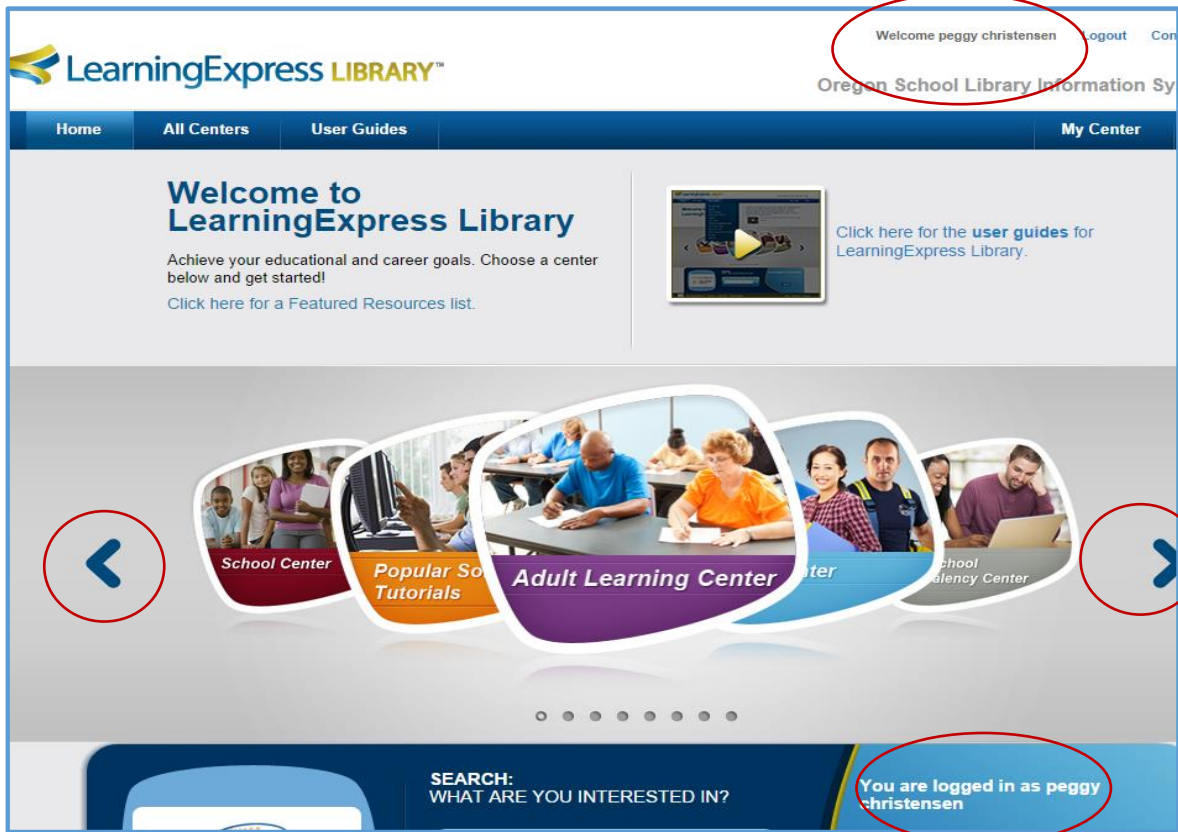 Welcome peggy christensen Logout Con
LearningExpress LIBRARY™
Oregon School Library Information Sy
Home All Centers User Guides My Center
Welcome to
LearningExpress Library
Achieve your educational and career goals. Choose a center
below and get started!
Click here for a Featured Resources list.
Click here for the user guides for
LearningExpress Library.
School Center
Popular So
Tutorials
Adult Learning Center
nter
chool
alency Center
SEARCH:
WHAT ARE YOU INTERESTED IN?
You are logged in as peggy
christensen